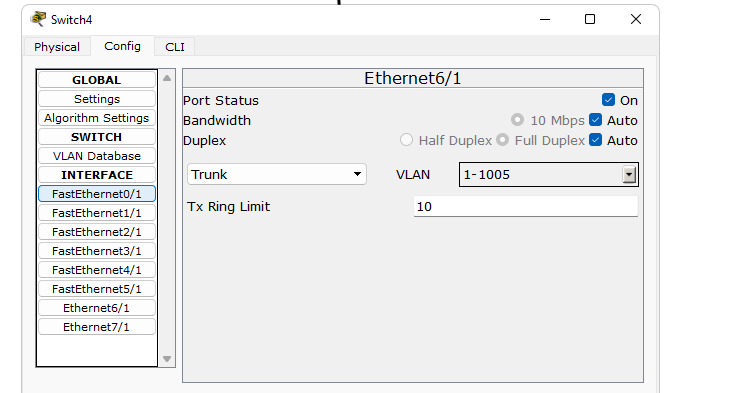 Switch4
Physical Config CLI
GLOBAL
Settings
Algorithm Settings
SWITCH
VLAN Database
INTERFACE
FastEthernet0/1
FastEthernet1/1
FastEthernet2/1
FastEthernet3/1
FastEthernet4/1
FastEthernet5/1
Ethernet6/1
Ethernet7/1
Ethernet6/1
Port Status On
Bandwidth 10 Mbps Auto
Duplex Half Duplex Full Duplex Auto
Trunk VLAN 1-1005
Tx Ring Limit 10